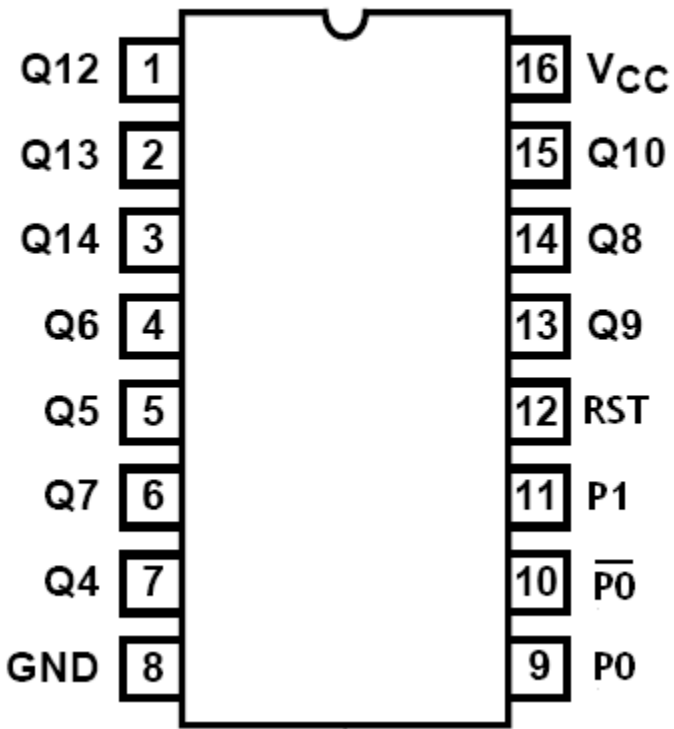 Q12 1 16 VCC
Q13 2 15 Q10
Q14 3 14 Q8
Q6 4 13 Q9
Q5 5 12 RST
Q7 6 11 P1
Q4 7 10 P̅0̅
GND 8 9 P0